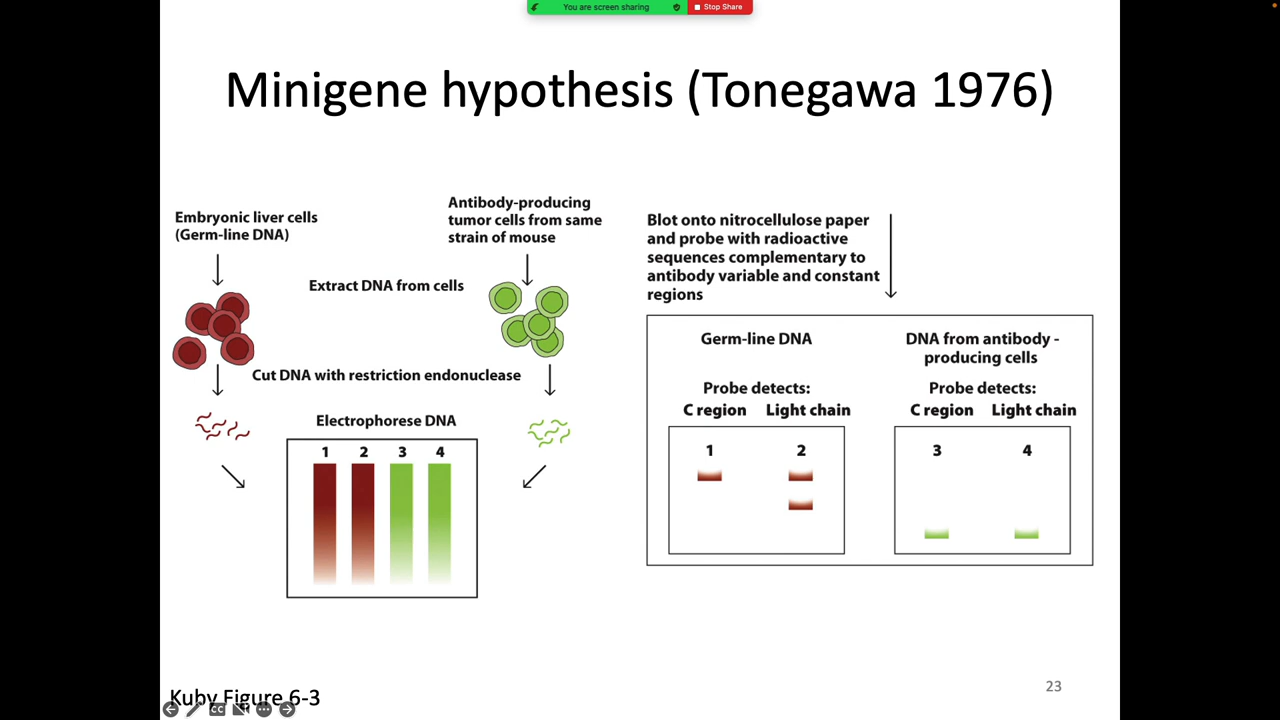 You are screen sharing
Stop Share
Minigene hypothesis (Tonegawa 1976)
Embryonic liver cells
(Germ-line DNA)
Antibody-producing
tumor cells from same
strain of mouse
Extract DNA from cells
Cut DNA with restriction endonuclease
Electrophorese DNA
1 2 3 4
Blot onto nitrocellulose paper
and probe with radioactive
sequences complementary to
antibody variable and constant
regions
Germ-line DNA
Probe detects:
C region Light chain
1 2
DNA from antibody -
producing cells
Probe detects:
C region Light chain
3 4
Kuby Figure 6-3
CC
23